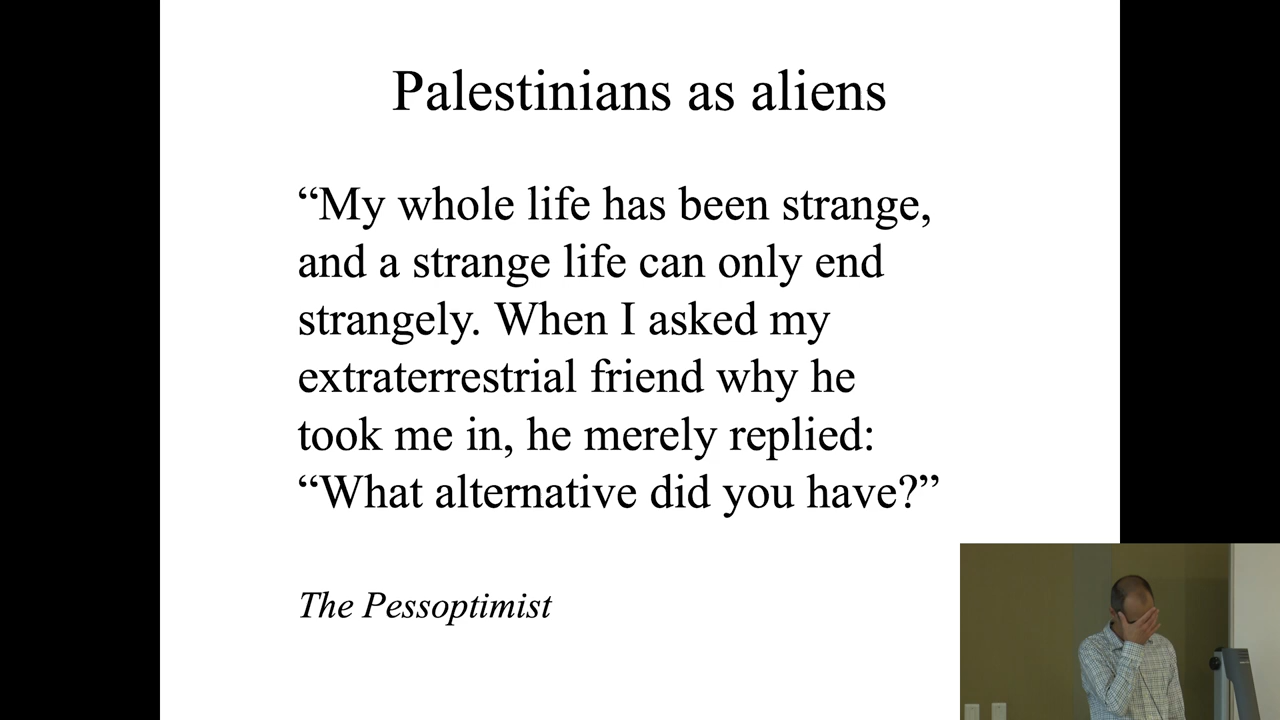 Palestinians as aliens
“My whole life has been strange,
and a strange life can only end
strangely. When I asked my
extraterrestrial friend why he
took me in, he merely replied:
“What alternative did you have?”
The Pessoptimist